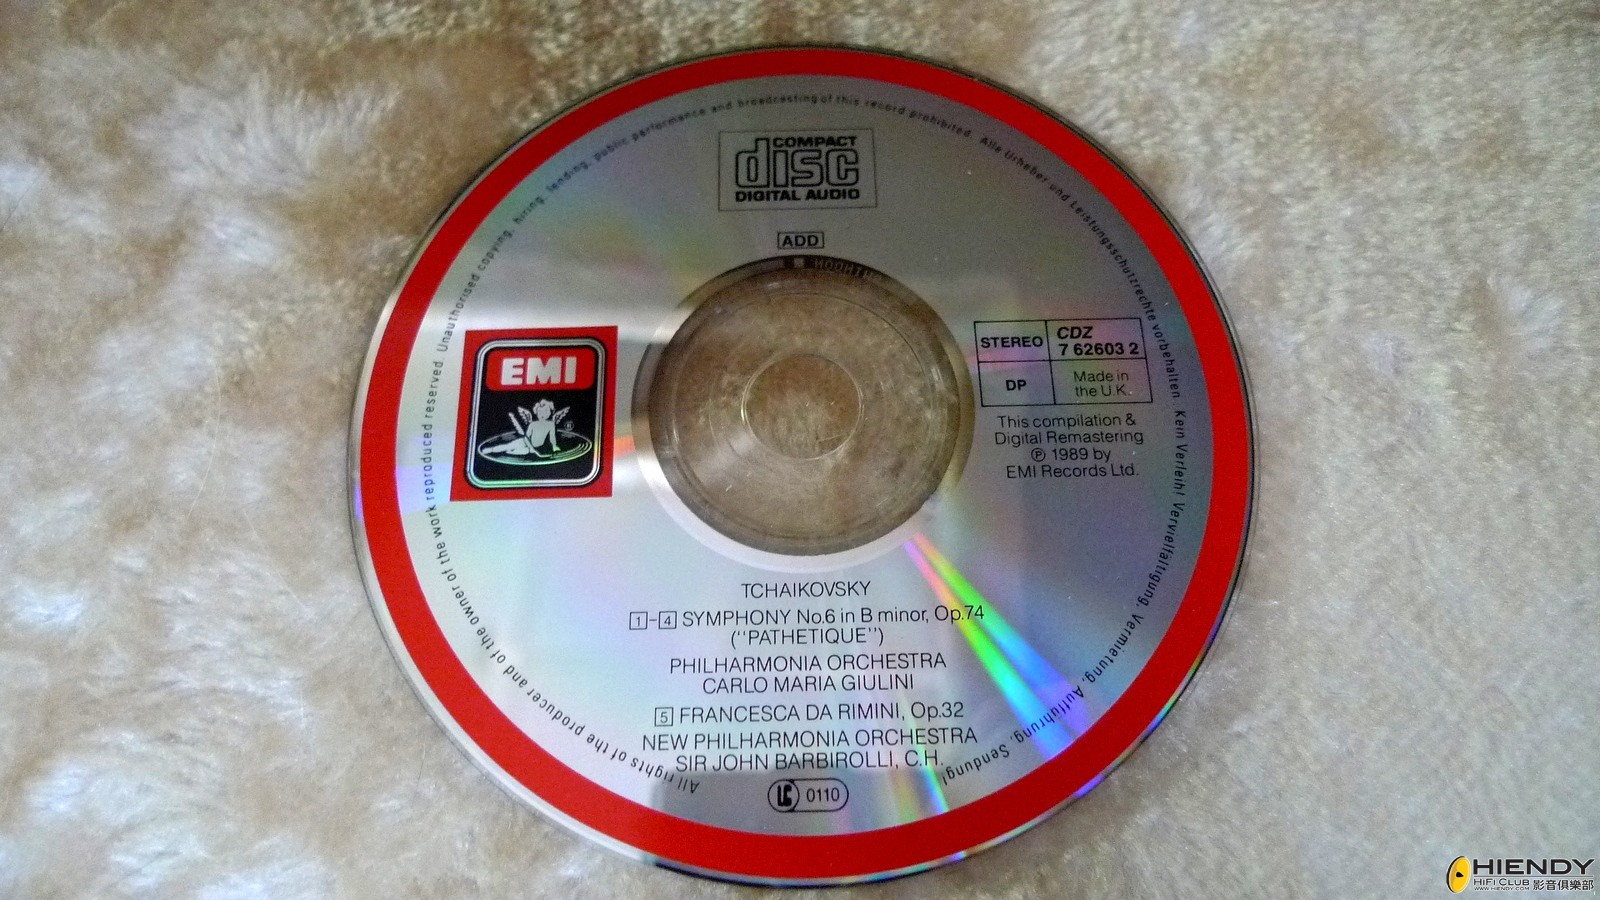 All rights of the producer and of the owner of the work reproduced reserved. Unauthorised copying, hiring, lending, public performance and broadcasting of this record prohibited. Alle Urheber und Leistungsschutzrechte vorbehalten. Kein Verleih! Vervielfältigung, Vermietung, Aufführung, Sendung!
COMPACT
disc
DIGITAL AUDIO
ADD
EMI
STEREO
CDZ
7 62603 2
DP
Made in
the U.K.
This compilation &
Digital Remastering
℗ 1989 by
EMI Records Ltd.
TCHAIKOVSKY
1-4 SYMPHONY No.6 in B minor, Op.74
(''PATHETIQUE'')
PHILHARMONIA ORCHESTRA
CARLO MARIA GIULINI
5 FRANCESCA DA RIMINI, Op.32
NEW PHILHARMONIA ORCHESTRA
SIR JOHN BARBIROLLI, C.H.
LC 0110
HIENDY
HiFi CLUB 影音俱樂部
WWW.HIENDY.COM